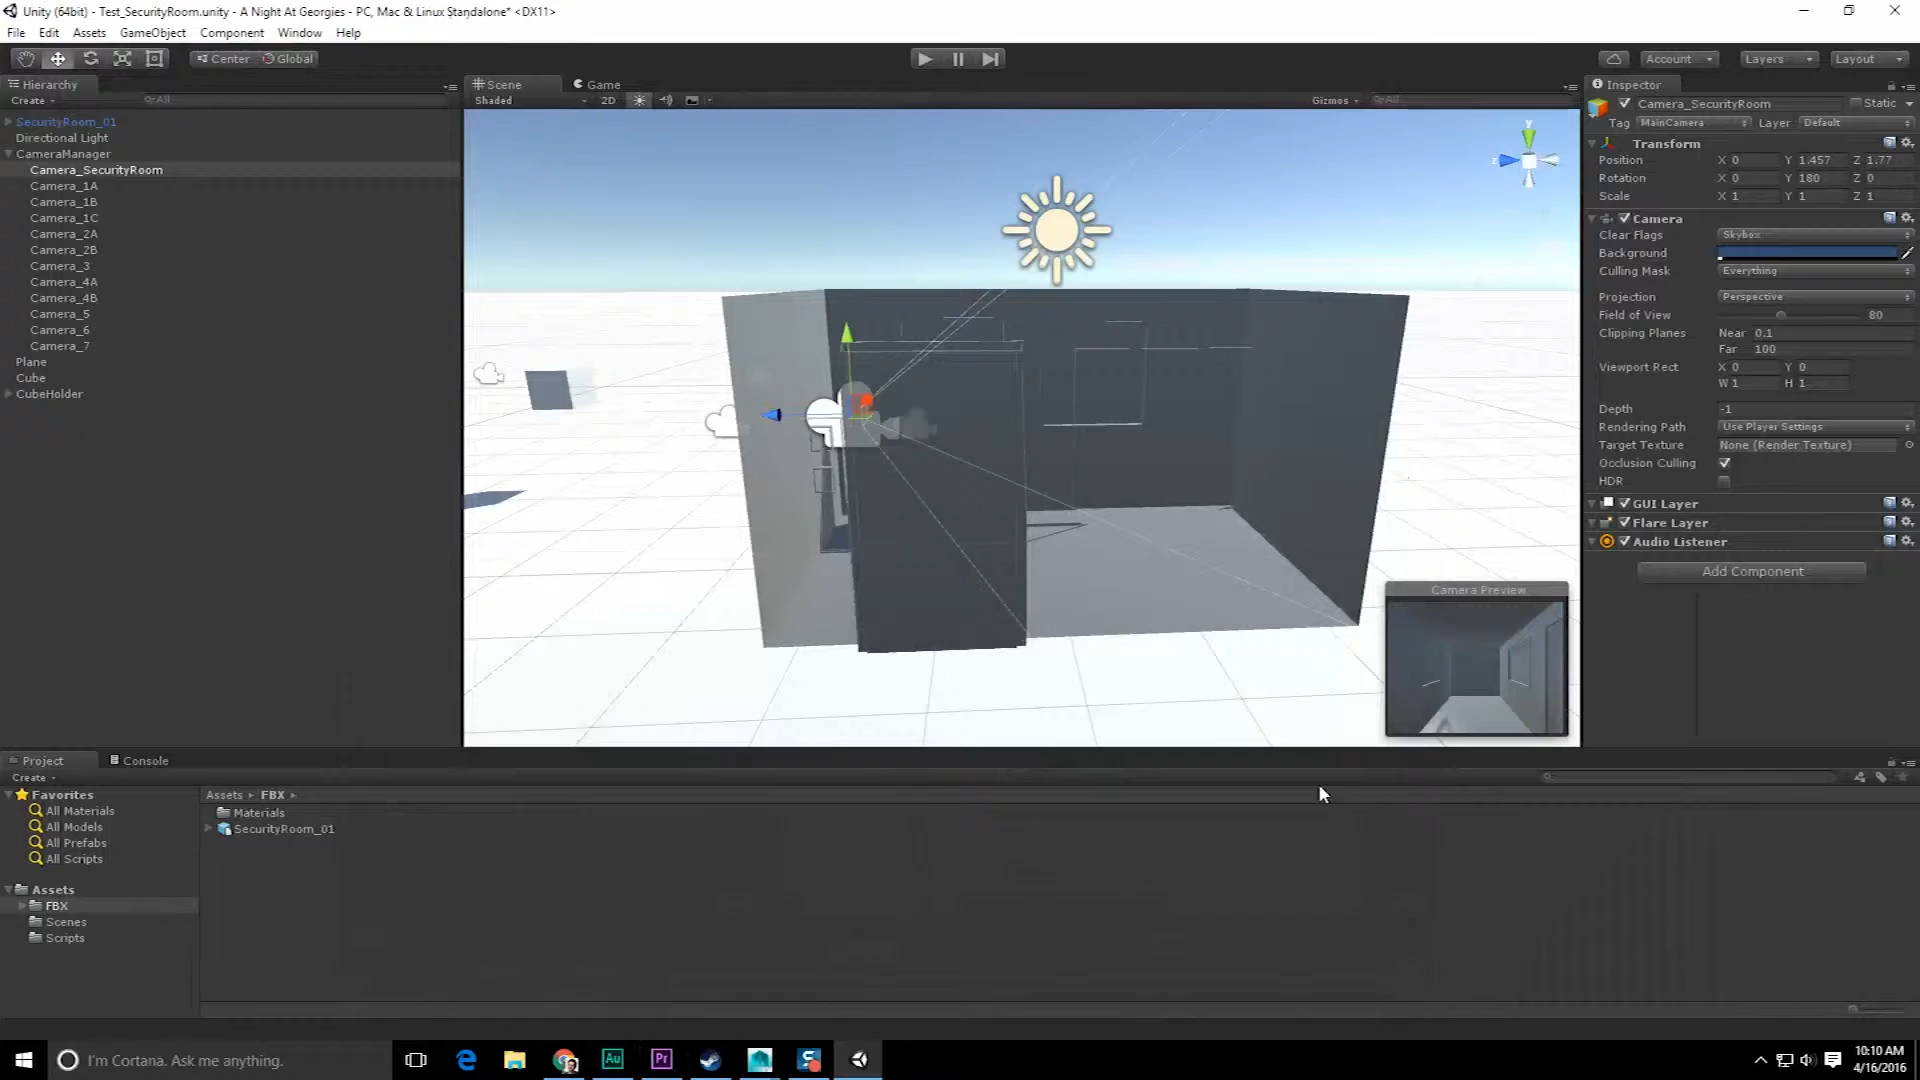 Unity (64bit) - Test_SecurityRoom.unity - A Night At Georgies - PC, Mac & Linux Standalone* <DX11>
File Edit Assets GameObject Component Window Help
Center Global Account Layers Layout
Hierarchy
Create All
SecurityRoom_01
Directional Light
CameraManager
Camera_SecurityRoom
Camera_1A
Camera_1B
Camera_1C
Camera_2A
Camera_2B
Camera_3
Camera_4A
Camera_4B
Camera_5
Camera_6
Camera_7
Plane
Cube
CubeHolder
Scene Game
Shaded 2D Gizmos All
y
z
Camera Preview
Inspector
Camera_SecurityRoom Static
Tag MainCamera Layer Default
Transform
Position X 0 Y 1.457 Z 1.77
Rotation X 0 Y 180 Z 0
Scale X 1 Y 1 Z 1
Camera
Clear Flags Skybox
Background
Culling Mask Everything
Projection Perspective
Field of View 80
Clipping Planes Near 0.1
Far 100
Viewport Rect X 0 Y 0
W 1 H 1
Depth -1
Rendering Path Use Player Settings
Target Texture None (Render Texture)
Occlusion Culling
HDR
GUI Layer
Flare Layer
Audio Listener
Add Component
Project Console
Create
Favorites
All Materials
All Models
All Prefabs
All Scripts
Assets
FBX
Scenes
Scripts
Assets FBX
Materials
SecurityRoom_01
I'm Cortana. Ask me anything.
Au Pr S
10:10 AM
4/16/2016